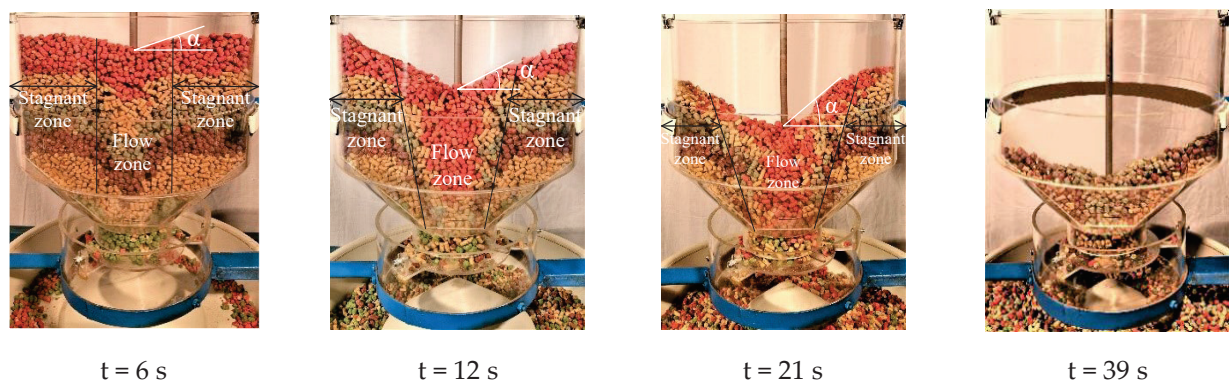 α
Stagnant
zone
Stagnant
zone
Flow
zone
α
Stagnant
zone
Stagnant
zone
Flow
zone
α
Stagnant
zone
Stagnant
zone
Flow
zone
t = 6 s
t = 12 s
t = 21 s
t = 39 s